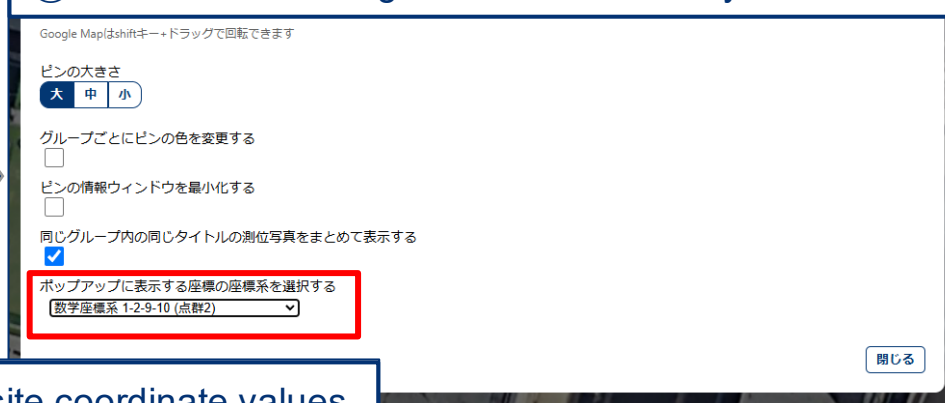 Google Mapはshiftキー+ドラッグで回転できます
ピンの大きさ
大 中 小
グループごとにピンの色を変更する
ピンの情報ウィンドウを最小化する
同じグループ内の同じタイトルの測位写真をまとめて表示する
ポップアップに表示する座標の座標系を選択する
数学座標系 1-2-9-10 (点群2)
閉じる
site coordinate values